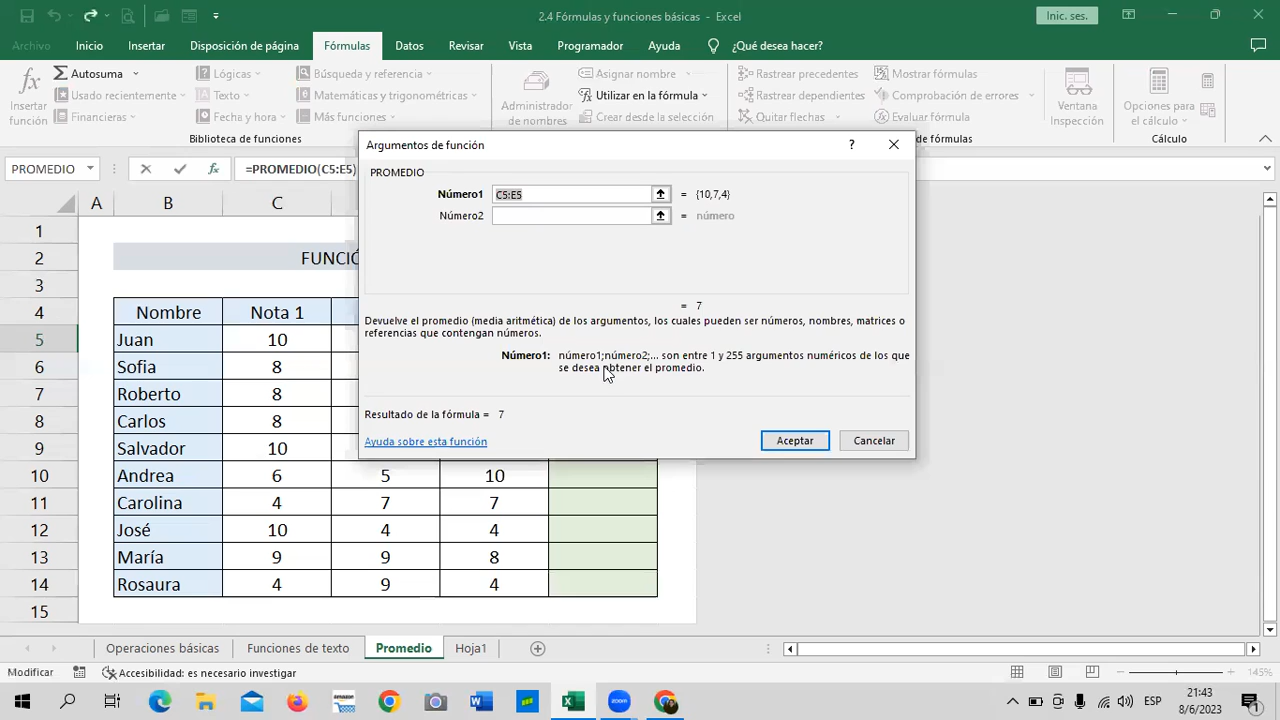 2.4 Fórmulas y funciones básicas - Excel
Inic. ses.
Archivo Inicio Insertar Disposición de página Fórmulas Datos Revisar Vista Programador Ayuda ¿Qué desea hacer?
Insertar función
Autosuma
Usado recientemente
Financieras
Lógicas
Texto
Fecha y hora
Búsqueda y referencia
Matemáticas y trigonométricas
Más funciones
Biblioteca de funciones
Administrador de nombres
Asignar nombre
Utilizar en la fórmula
Crear desde la selección
Rastrear precedentes
Rastrear dependientes
Quitar flechas
Mostrar fórmulas
Comprobación de errores
Evaluar fórmula
de fórmulas
Ventana Inspección
Opciones para el cálculo
Cálculo
PROMEDIO
=PROMEDIO(C5:E5)
Argumentos de función
?
PROMEDIO
Número1 C5:E5 = {10,7,4}
Número2 = número
= 7
Devuelve el promedio (media aritmética) de los argumentos, los cuales pueden ser números, nombres, matrices o
referencias que contengan números.
Número1: número1;número2;... son entre 1 y 255 argumentos numéricos de los que
se desea obtener el promedio.
Resultado de la fórmula = 7
Ayuda sobre esta función
Aceptar Cancelar
A B C
1
2 FUNCIÓ
3
4 Nombre Nota 1
5 Juan 10
6 Sofia 8
7 Roberto 8
8 Carlos 8
9 Salvador 10
10 Andrea 6 5 10
11 Carolina 4 7 7
12 José 10 4 4
13 María 9 9 8
14 Rosaura 4 9 4
15
Operaciones básicas Funciones de texto Promedio Hoja1
Modificar Accesibilidad: es necesario investigar 145%
amazon
zoom
ESP
21:43
8/6/2023